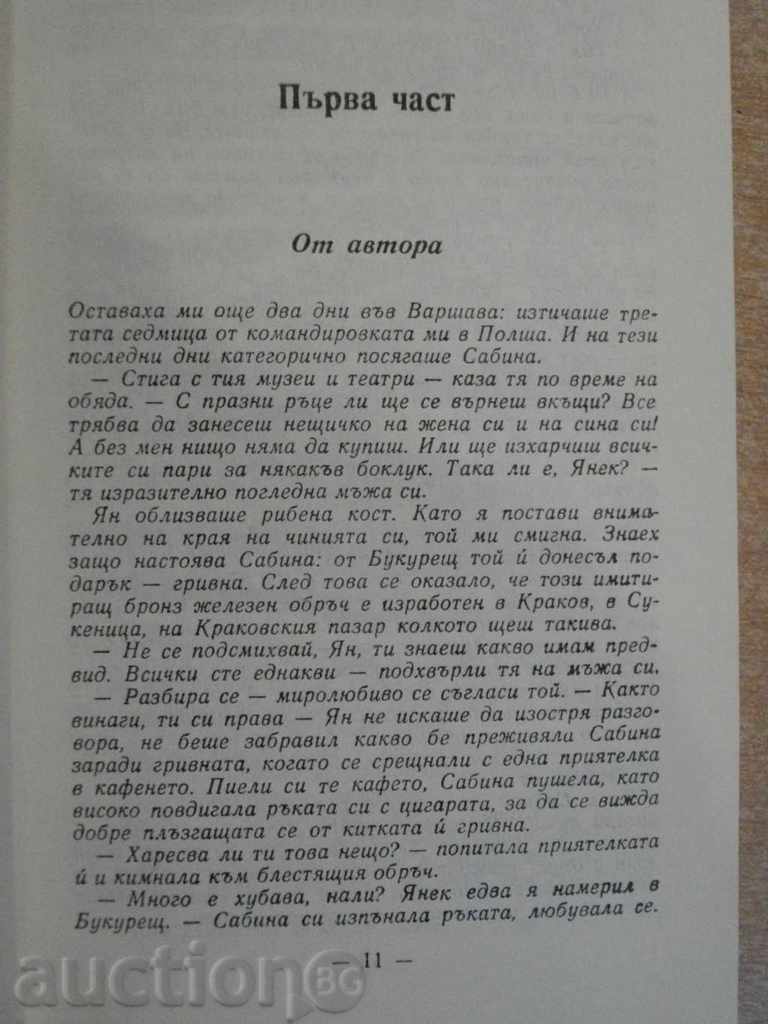 Първа част
От автора
Оставаха ми още два дни във Варшава: изтичаше тре-
тата седмица от командировката ми в Полша. И на тези
последни дни категорично посягаше Сабина.
— Стига с тия музеи и театри — каза тя по време на
обяда. — С празни ръце ли ще се върнеш вкъщи? Все
трябва да занесеш нещичко на жена си и на сина си!
А без мен нищо няма да купиш. Или ще изхарчиш всич-
ките си пари за някакъв боклук. Така ли е, Янек? —
тя изразително погледна мъжа си.
Ян облизваше рибена кост. Като я постави внима-
телно на края на чинията си, той ми смигна. Знаех
защо настоява Сабина: от Букурещ той ѝ донесъл по-
дарък — гривна. След това се оказало, че този имити-
ращ бронз железен обръч е изработен в Краков, в Су-
кеница, на Краковския пазар колкото щеш такива.
— Не се подсмихвай, Ян, ти знаеш какво имам пред-
вид. Всички сте еднакви — подхвърли тя на мъжа си.
— Разбира се — миролюбиво се съгласи той. — Както
винаги, ти си права — Ян не искаше да изостря разго-
вора, не беше забравил какво бе преживяла Сабина
заради гривната, когато се срещнали с една приятелка
в кафенето. Пиели си те кафето, Сабина пушела, като
високо повдигала ръката си с цигарата, за да се вижда
добре плъзгащата се от китката ѝ гривна.
— Харесва ли ти това нещо? — попитала приятелката
ѝ и кимнала към блестящия обръч.
— Много е хубава, нали? Янек едва я намерил в
Букурещ. — Сабина си изпънала ръката, любувала се.
— 11 —
auctionBG